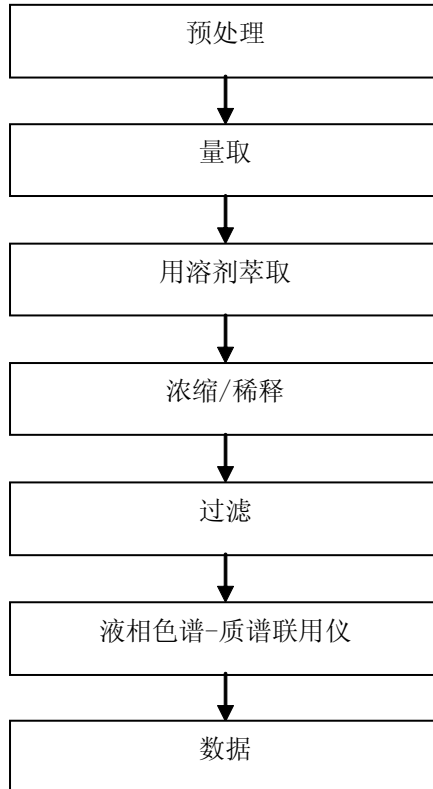 预处理
量取
用溶剂萃取
浓缩/稀释
过滤
液相色谱-质谱联用仪
数据